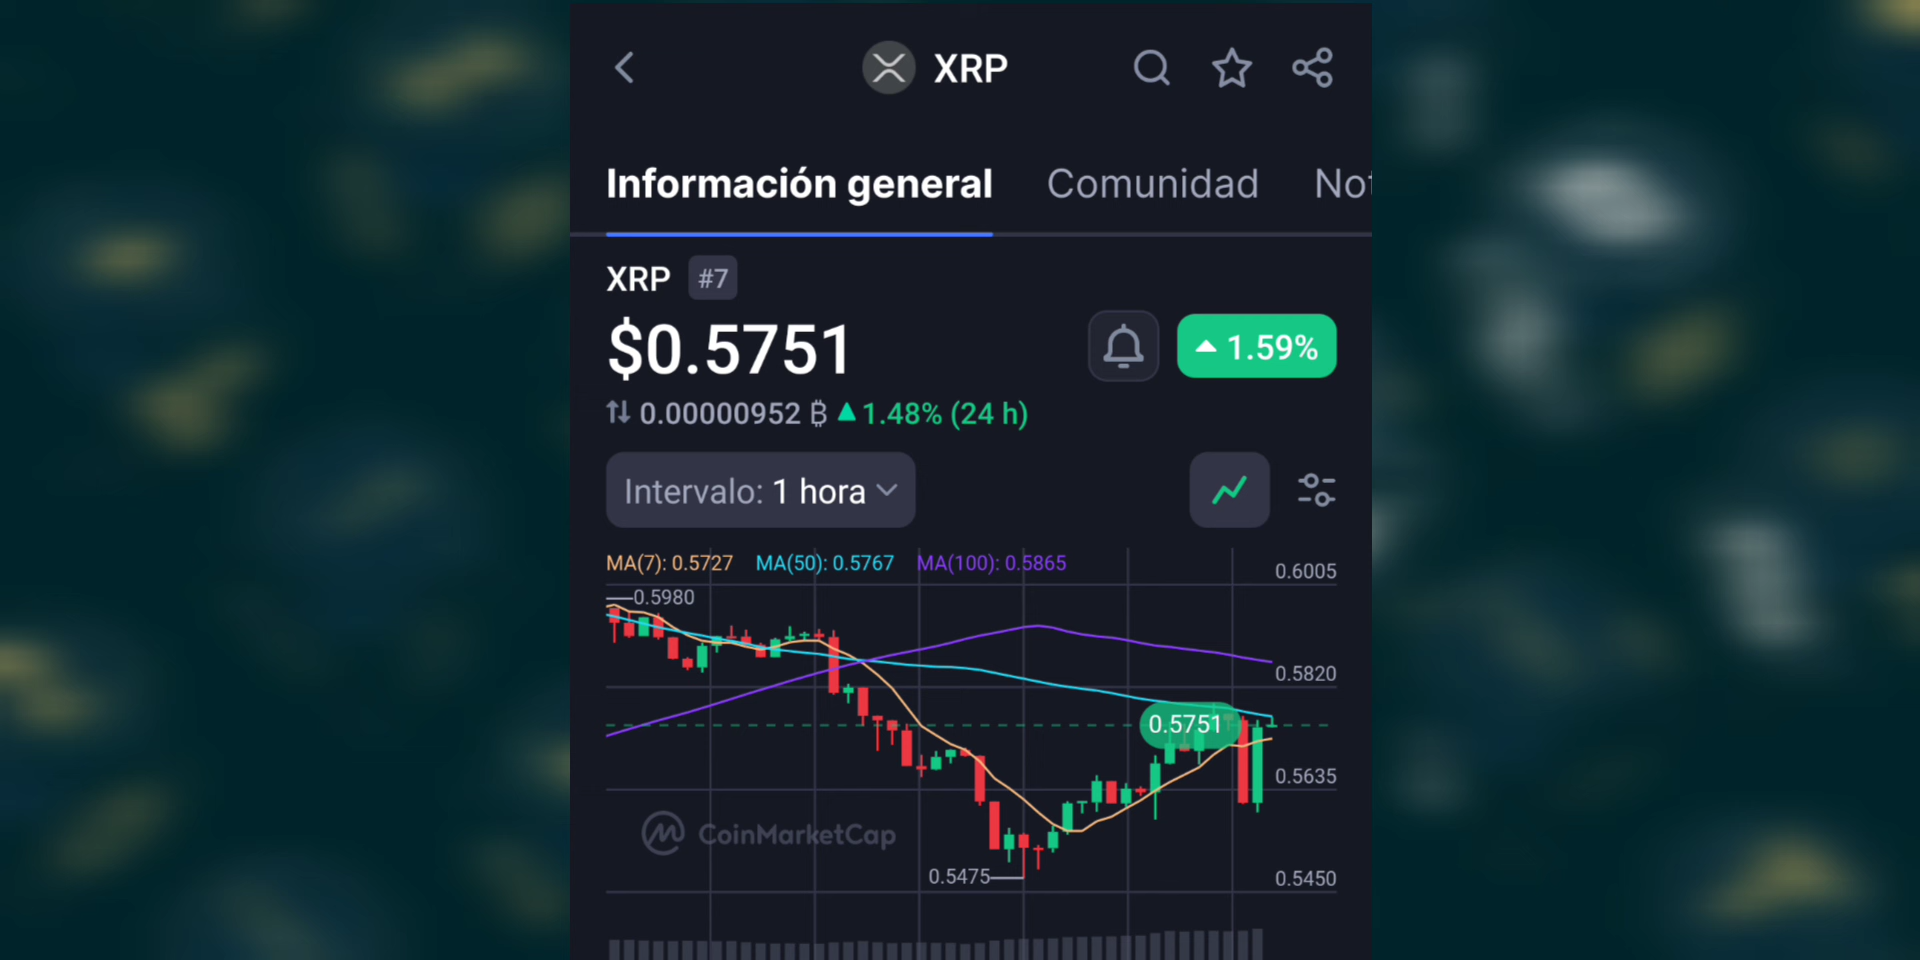 XRP
Información general Comunidad Not
XRP #7
$0.5751
1.59%
0.00000952 ₿ 1.48% (24 h)
Intervalo: 1 hora
MA(7): 0.5727 MA(50): 0.5767 MA(100): 0.5865
0.6005
0.5980
0.5820
0.5751
0.5635
CoinMarketCap
0.5475
0.5450